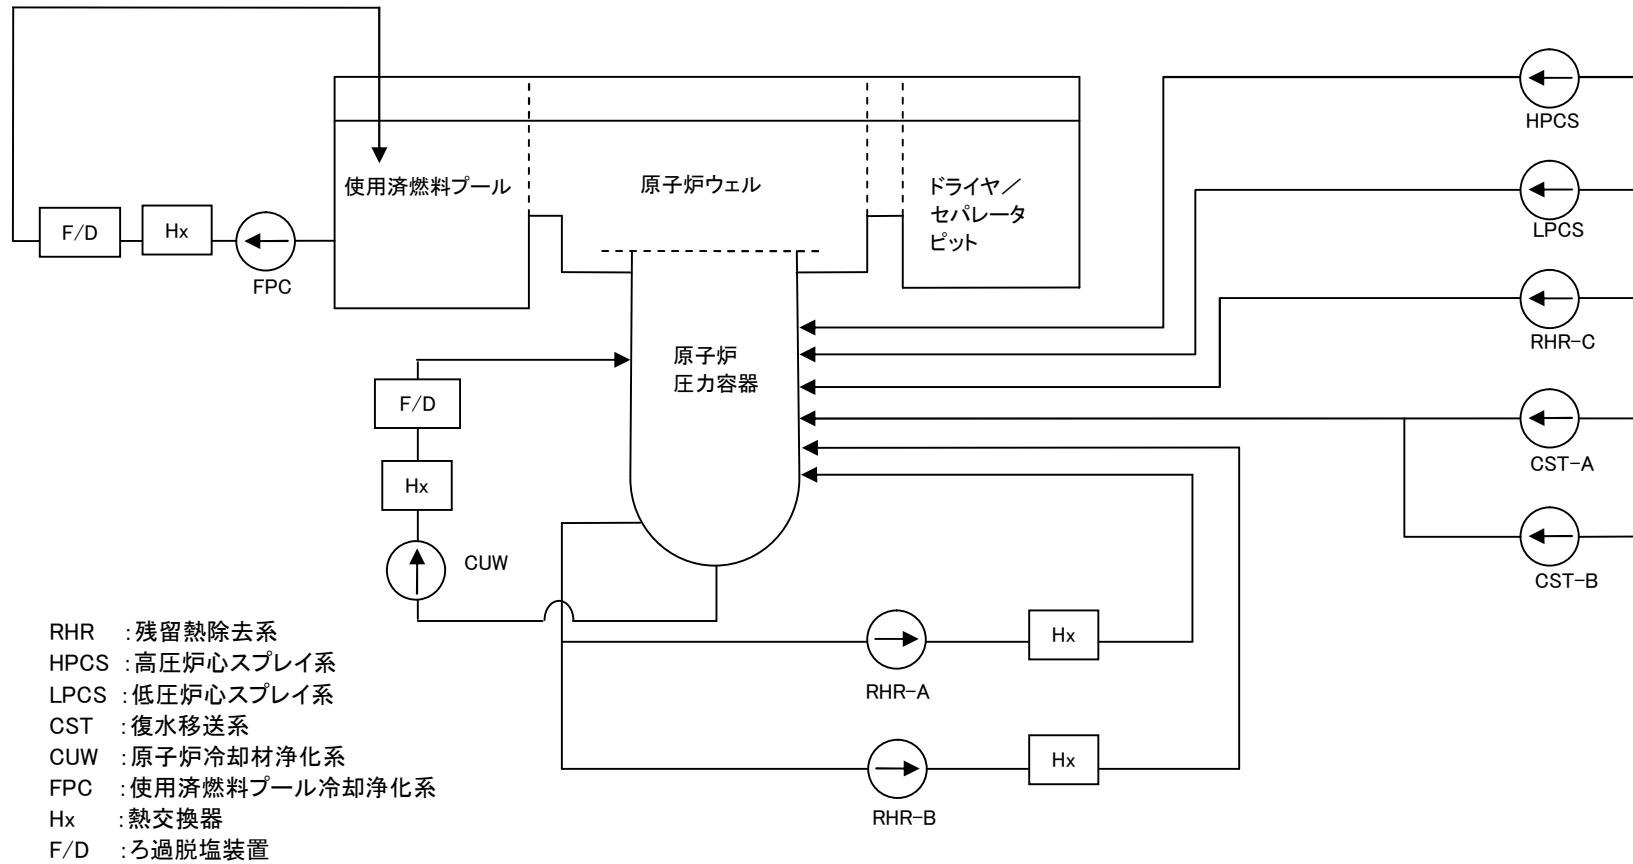 HPCS
使用済燃料プール
原子炉ウェル
ドライヤ／
セパレータ
ピット
LPCS
F/D
Hx
FPC
RHR-C
原子炉
圧力容器
F/D
Hx
CUW
CST-A
CST-B
Hx
RHR-A
Hx
RHR-B
RHR :残留熱除去系
HPCS :高圧炉心スプレイ系
LPCS :低圧炉心スプレイ系
CST :復水移送系
CUW :原子炉冷却材浄化系
FPC :使用済燃料プール冷却浄化系
Hx :熱交換器
F/D :ろ過脱塩装置